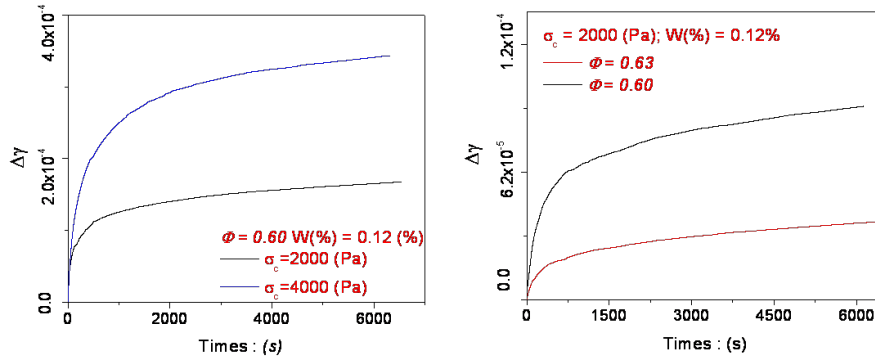 4.0x10⁻⁴
2.0x10⁻⁴
0.0
Δγ
Φ = 0.60 W(%) = 0.12 (%)
σc=2000 (Pa)
σc=4000 (Pa)
0 2000 4000 6000
Times : (s)
1.2x10⁻⁴
6.2x10⁻⁵
0.0
Δγ
σc = 2000 (Pa); W(%) = 0.12%
Φ = 0.63
Φ = 0.60
0 1500 3000 4500 6000
Times : (s)